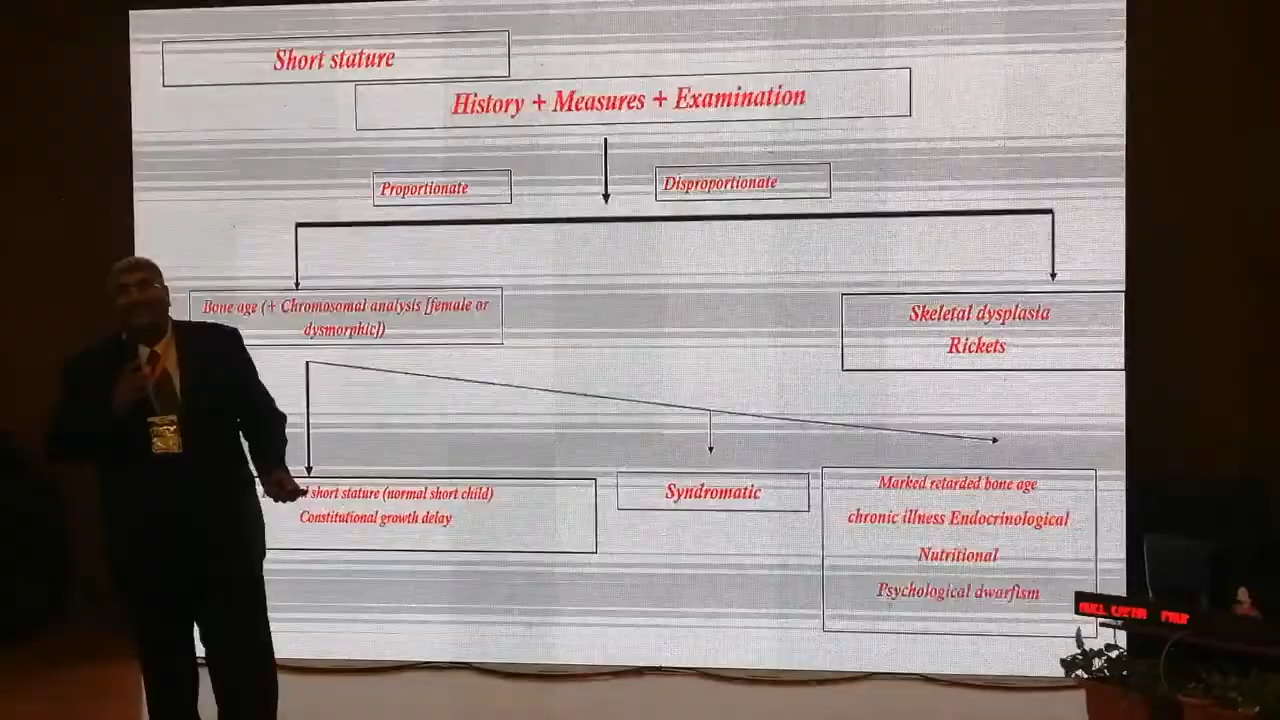 Short stature
History + Measures + Examination
Proportionate
Disproportionate
Bone age (+ Chromosomal analysis [female or
dysmorphic])
Skeletal dysplasia
Rickets
short stature (normal short child)
Constitutional growth delay
Syndromatic
Marked retarded bone age
chronic illness Endocrinological
Nutritional
Psychological dwarfism